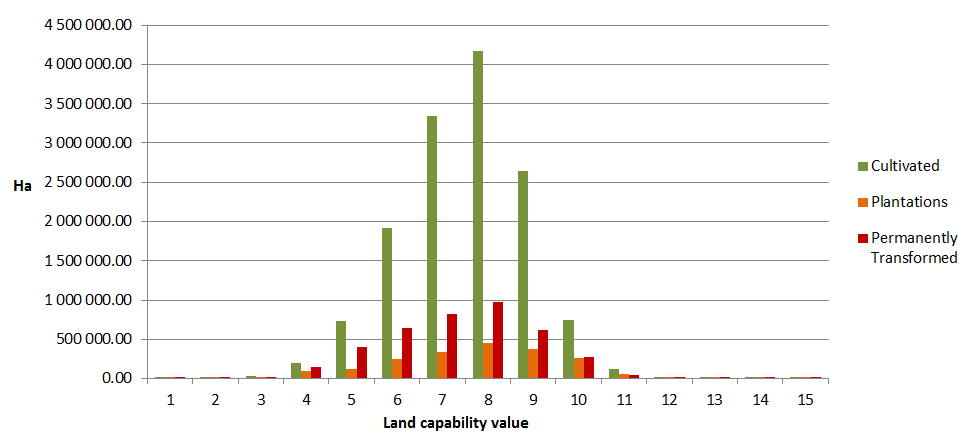 4 500 000.00
4 000 000.00
3 500 000.00
3 000 000.00
2 500 000.00
Ha
2 000 000.00
1 500 000.00
1 000 000.00
500 000.00
0.00
1 2 3 4 5 6 7 8 9 10 11 12 13 14 15
Land capability value
Cultivated
Plantations
Permanently
Transformed